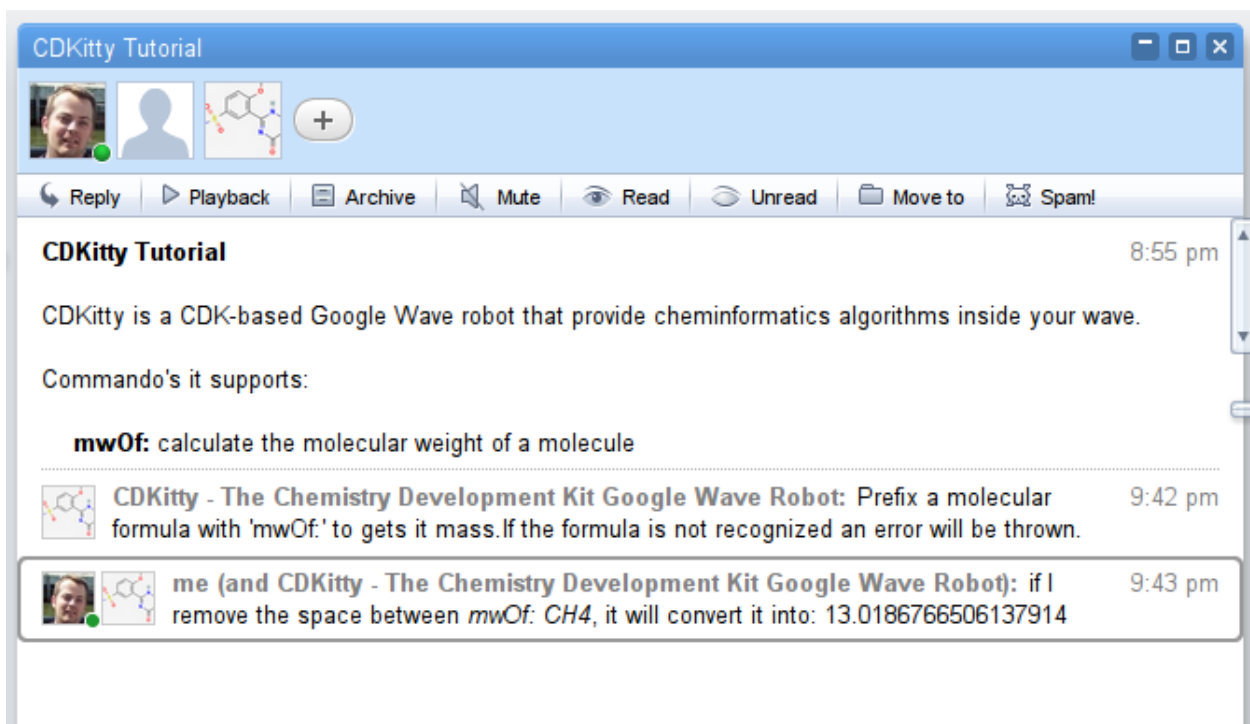 CDKitty Tutorial
+
Reply Playback Archive Mute Read Unread Move to Spam!
CDKitty Tutorial 8:55 pm
CDKitty is a CDK-based Google Wave robot that provide cheminformatics algorithms inside your wave.
Commando's it supports:
mwOf: calculate the molecular weight of a molecule
CDKitty - The Chemistry Development Kit Google Wave Robot: Prefix a molecular 9:42 pm
formula with 'mwOf:' to gets it mass.If the formula is not recognized an error will be thrown.
me (and CDKitty - The Chemistry Development Kit Google Wave Robot): if I 9:43 pm
remove the space between mwOf: CH4, it will convert it into: 13.0186766506137914